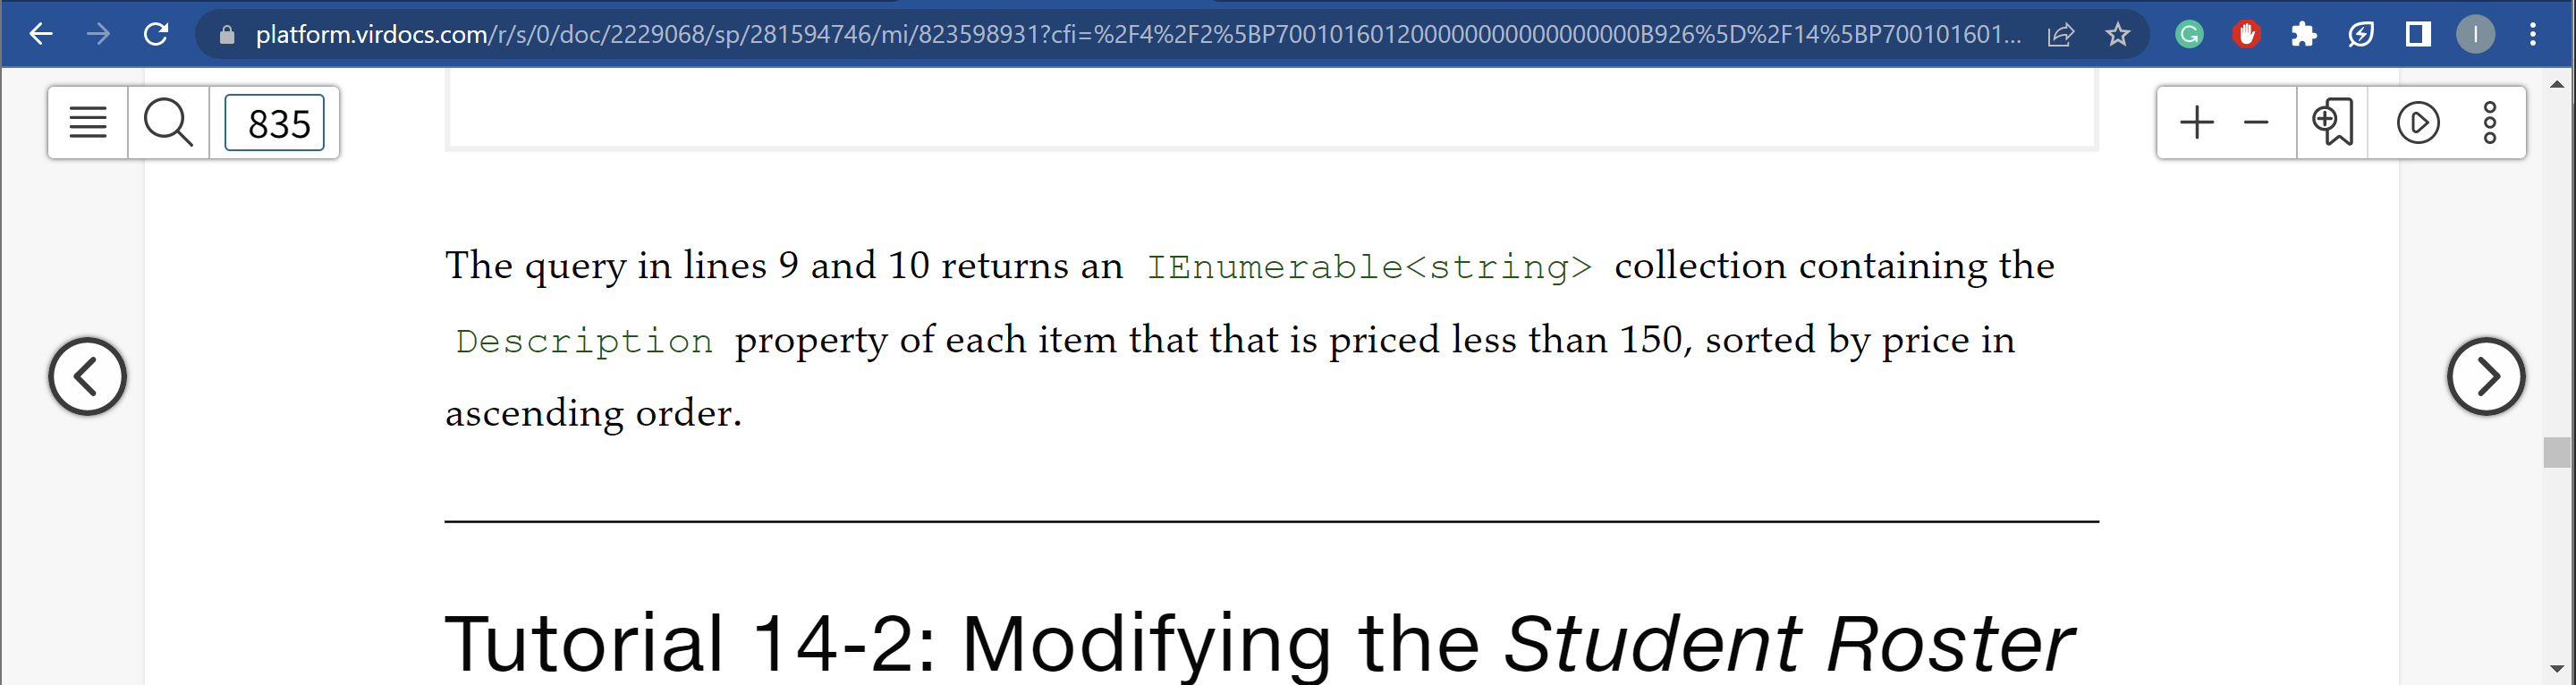 platform.virdocs.com/r/s/0/doc/2229068/sp/281594746/mi/823598931?cfi=%2F4%2F2%5BP70010160120000000000000000B926%5D%2F14%5BP700101601...
G
I
835
The query in lines 9 and 10 returns an IEnumerable<string> collection containing the
Description property of each item that that is priced less than 150, sorted by price in
ascending order.
Tutorial 14-2: Modifying the Student Roster